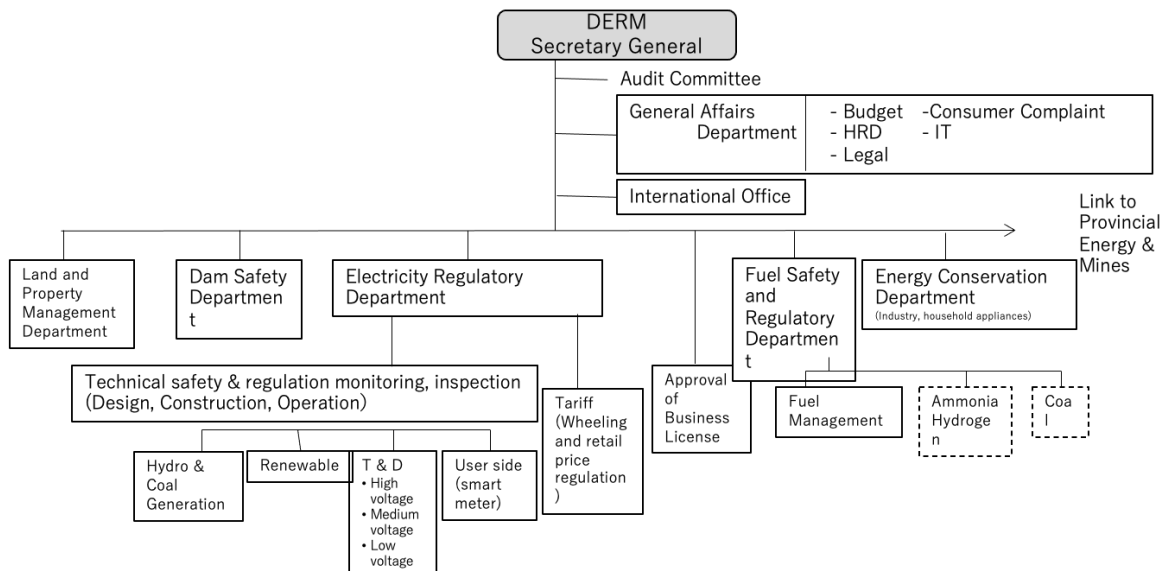 DERM
Secretary General
Audit Committee
General Affairs
Department
- Budget -Consumer Complaint
- HRD - IT
- Legal
International Office
Link to
Provincial
Energy &
Mines
Land and
Property
Management
Department
Dam Safety
Departmen
t
Electricity Regulatory
Department
Fuel Safety
and
Regulatory
Departmen
t
Energy Conservation
Department
(Industry, household appliances)
Technical safety & regulation monitoring, inspection
(Design, Construction, Operation)
Tariff
(Wheeling
and retail
price
regulation
)
Approval
of
Business
License
Fuel
Management
Ammonia
Hydroge
n
Coa
l
Hydro &
Coal
Generation
Renewable
T & D
• High
voltage
• Medium
voltage
• Low
voltage
User side
(smart
meter)